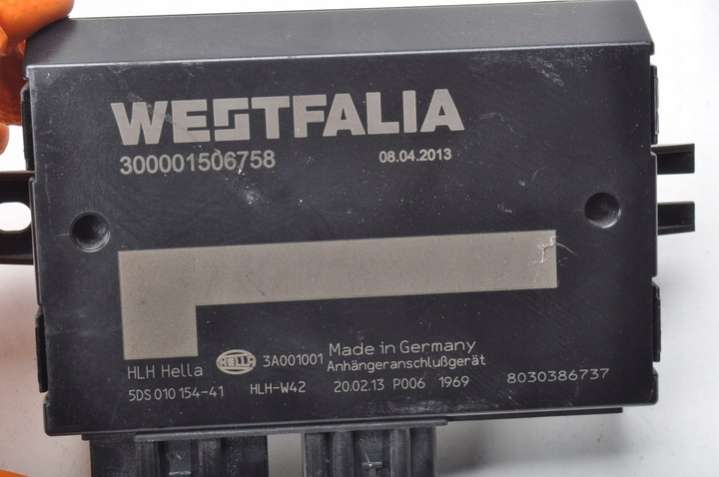 WESTFALIA
300001506758 08.04.2013
HLH Hella HELLA 3A001001 Made in Germany
Anhängeranschlußgerät
5DS 010 154-41 HLH-W42 20.02.13 P006 1969 8030386737